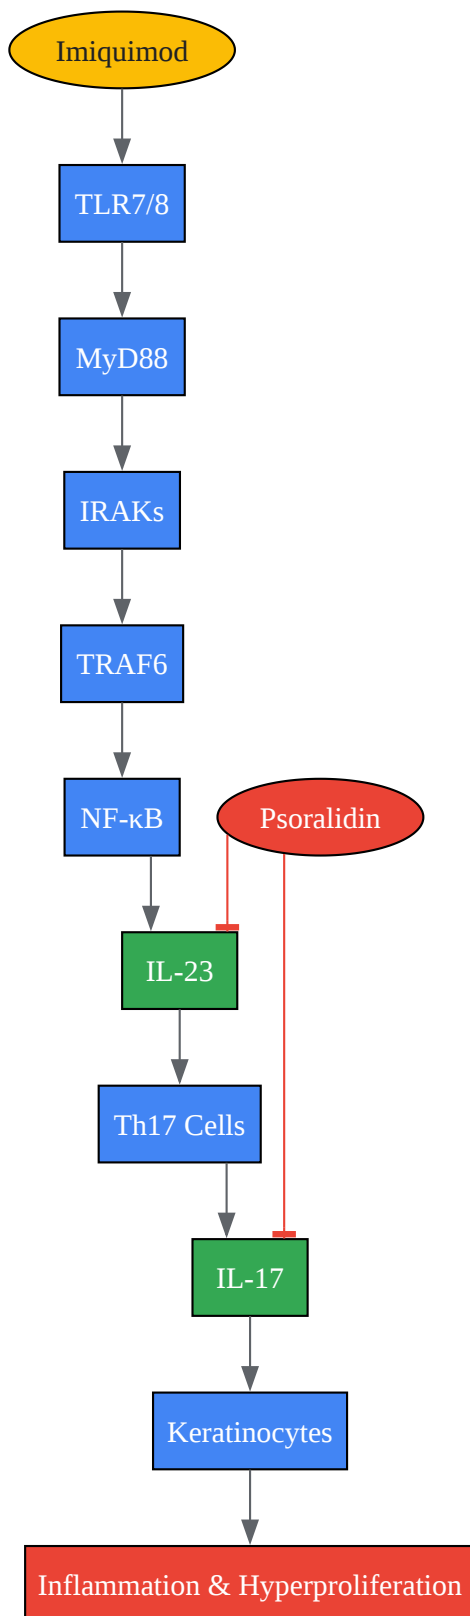 Imiquimod
TLR7/8
MyD88
IRAKs
TRAF6
NF-κB
Psoralidin
IL-23
Th17 Cells
IL-17
Keratinocytes
Inflammation & Hyperproliferation